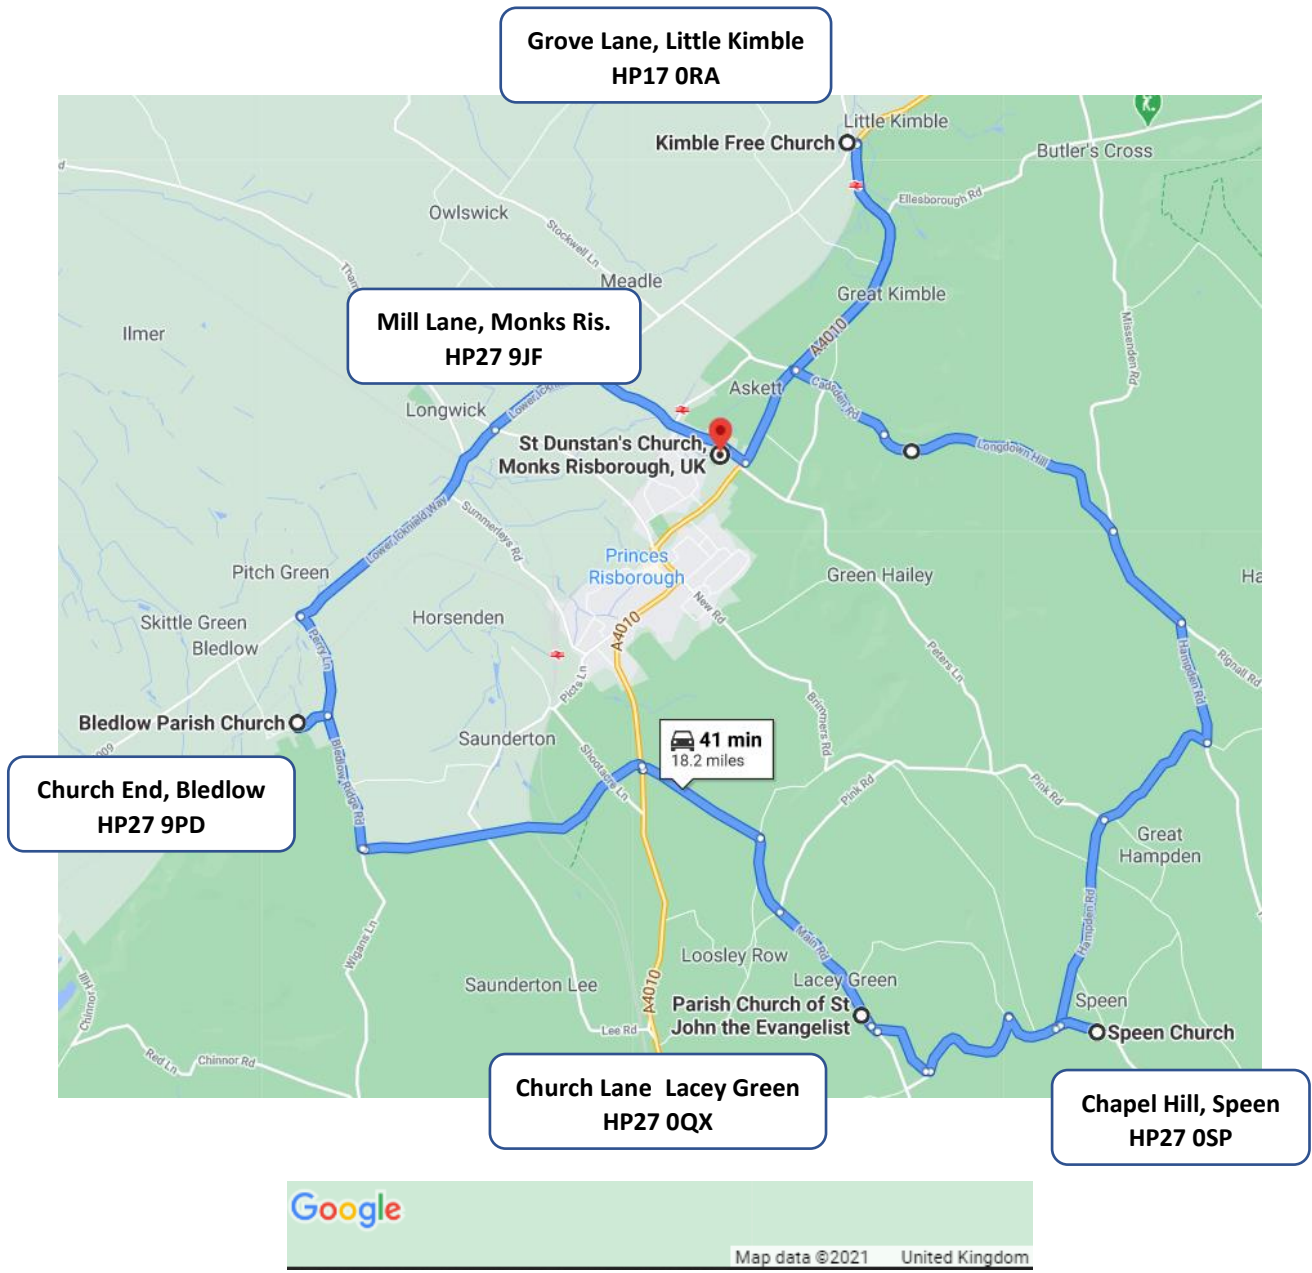 Grove Lane, Little Kimble
HP17 0RA
Little Kimble
Kimble Free Church
Butler's Cross
Ellesborough Rd
Owlswick
Stockwell Ln
Meadle
Great Kimble
Mill Lane, Monks Ris.
HP27 9JF
Ilmer
Missenden Rd
A4010
Askett
Cadsden Rd
Longwick
St Dunstan's Church,
Monks Risborough, UK
Longdown Hill
Lower Icknield Way
Summerleys Rd
Princes
Risborough
Pitch Green
Green Hailey
Skittle Green
Horsenden
Bledlow
New Rd
A4010
Perry Ln
Peters Ln
Hampden Rd
Rignall Rd
Picts Ln
Brimmers Rd
Bledlow Parish Church
Saunderton
41 min
18.2 miles
Shootacre Ln
Bledlow Ridge Rd
Pink Rd
Pink Rd
Church End, Bledlow
HP27 9PD
Great
Hampden
Hampden Rd
Main Rd
Wigans Ln
Loosley Row
Lacey Green
Saunderton Lee
A4010
Parish Church of St
John the Evangelist
Speen
Speen Church
Chinnor Hill
Lee Rd
Red Ln
Chinnor Rd
Church Lane Lacey Green
HP27 0QX
Chapel Hill, Speen
HP27 0SP
Google
Map data ©2021
United Kingdom